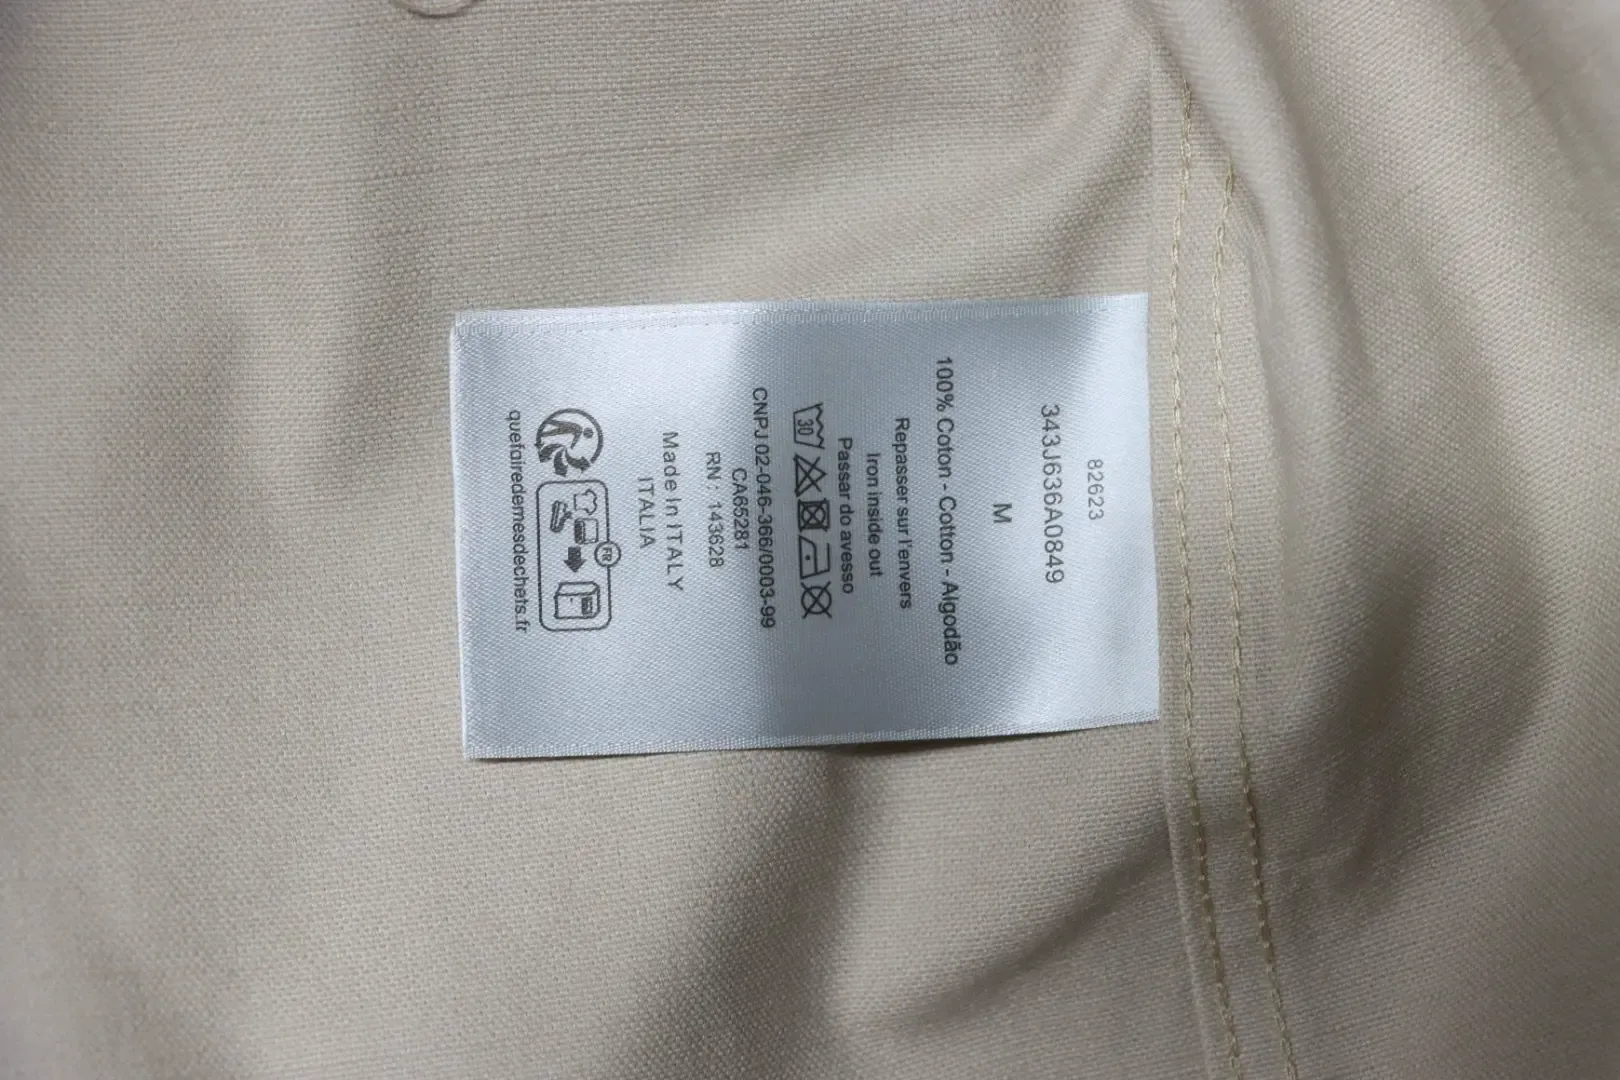 82623
343J636A0849
M
100% Coton - Cotton - Algodão
Repasser sur l'envers
Iron inside out
Passar do avesso
30
CNPJ 02-046-366/0003-99
CA65281
RN : 143628
Made In ITALY
ITALIA
FR
quefairedemesdechets.fr